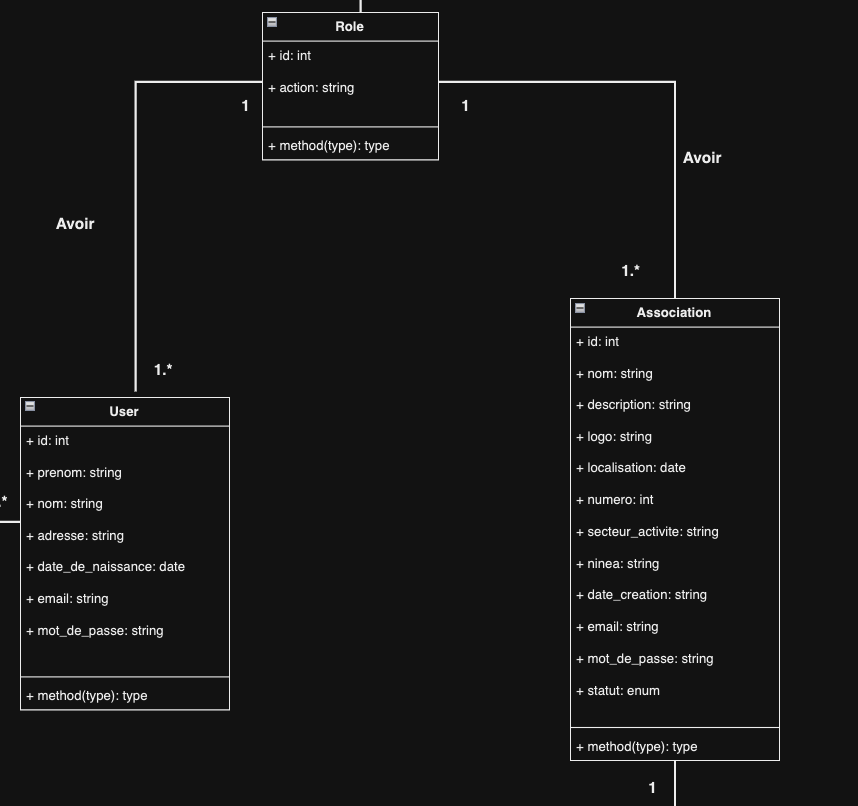 Role
+ id: int
+ action: string
1
1
+ method(type): type
Avoir
Avoir
1.*
1.*
Association
+ id: int
+ nom: string
+ description: string
+ logo: string
+ localisation: date
+ numero: int
+ secteur_activite: string
+ ninea: string
+ date_creation: string
+ email: string
+ mot_de_passe: string
+ statut: enum
+ method(type): type
1
User
+ id: int
+ prenom: string
+ nom: string
+ adresse: string
+ date_de_naissance: date
+ email: string
+ mot_de_passe: string
+ method(type): type
.*